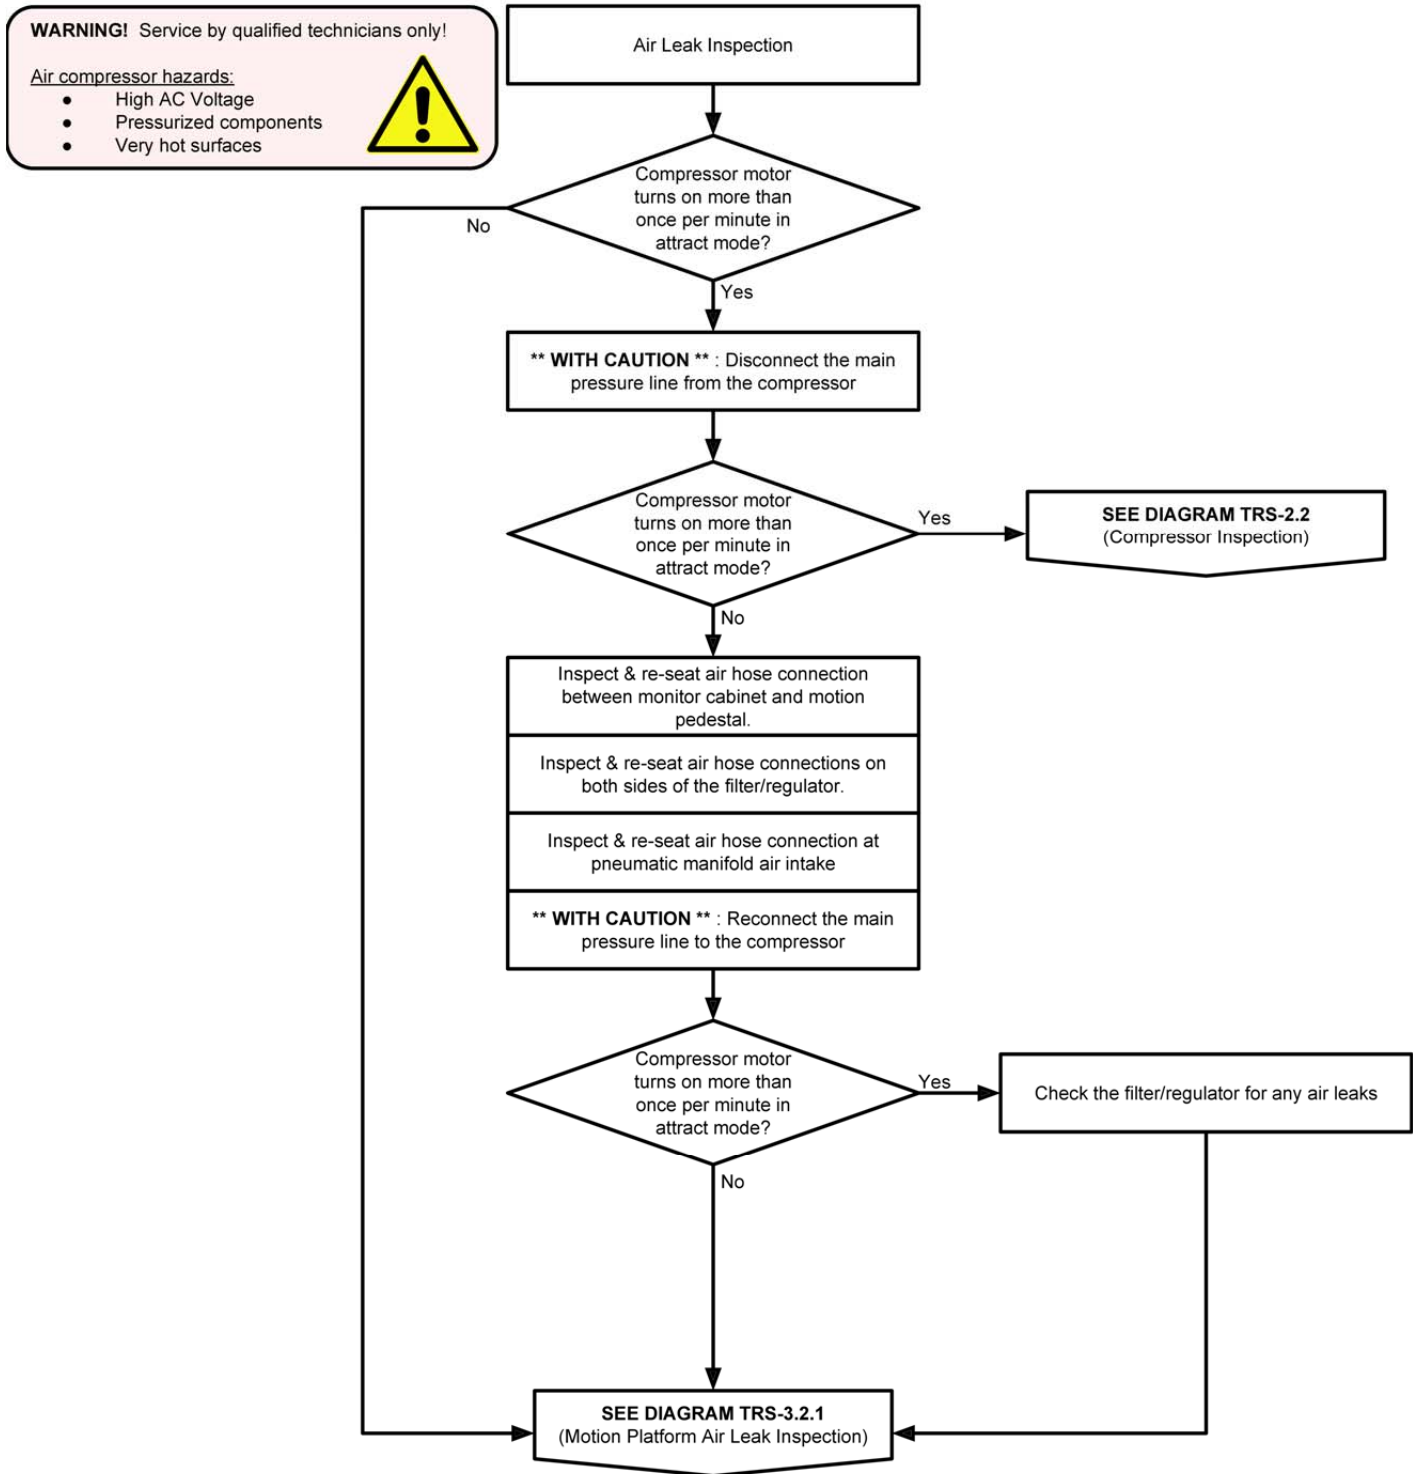 WARNING! Service by qualified technicians only!
Air compressor hazards:
● High AC Voltage
● Pressurized components
● Very hot surfaces
!
Air Leak Inspection
Compressor motor
turns on more than
once per minute in
attract mode?
No
Yes
** WITH CAUTION ** : Disconnect the main
pressure line from the compressor
Compressor motor
turns on more than
once per minute in
attract mode?
Yes
SEE DIAGRAM TRS-2.2
(Compressor Inspection)
No
Inspect & re-seat air hose connection
between monitor cabinet and motion
pedestal.
Inspect & re-seat air hose connections on
both sides of the filter/regulator.
Inspect & re-seat air hose connection at
pneumatic manifold air intake
** WITH CAUTION ** : Reconnect the main
pressure line to the compressor
Compressor motor
turns on more than
once per minute in
attract mode?
Yes
Check the filter/regulator for any air leaks
No
SEE DIAGRAM TRS-3.2.1
(Motion Platform Air Leak Inspection)